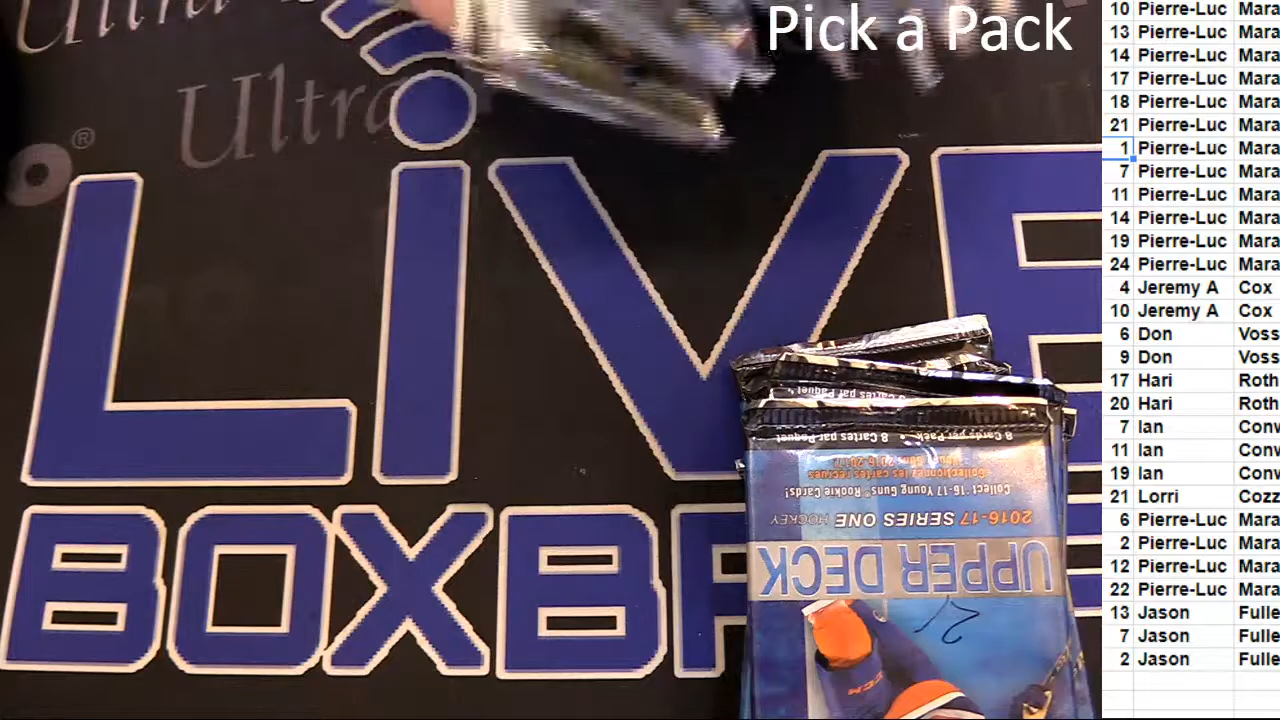 Ultra
Pick a Pack
Ultra
®
LiVE
BOXB
8 Cards per Pack • 8 Cartes par Paquet
Collect '16-17 Young Guns® Rookie Cards!
2016-17 SERIES ONE HOCKEY
UPPER DECK
21
CCM
10 Pierre-Luc Mara
13 Pierre-Luc Mara
14 Pierre-Luc Mara
17 Pierre-Luc Mara
18 Pierre-Luc Mara
21 Pierre-Luc Mara
1 Pierre-Luc Mara
7 Pierre-Luc Mara
11 Pierre-Luc Mara
14 Pierre-Luc Mara
19 Pierre-Luc Mara
24 Pierre-Luc Mara
4 Jeremy A Cox
10 Jeremy A Cox
6 Don Voss
9 Don Voss
17 Hari Roth
20 Hari Roth
7 Ian Conv
11 Ian Conv
19 Ian Conv
21 Lorri Cozz
6 Pierre-Luc Mara
2 Pierre-Luc Mara
12 Pierre-Luc Mara
22 Pierre-Luc Mara
13 Jason Fulle
7 Jason Fulle
2 Jason Fulle